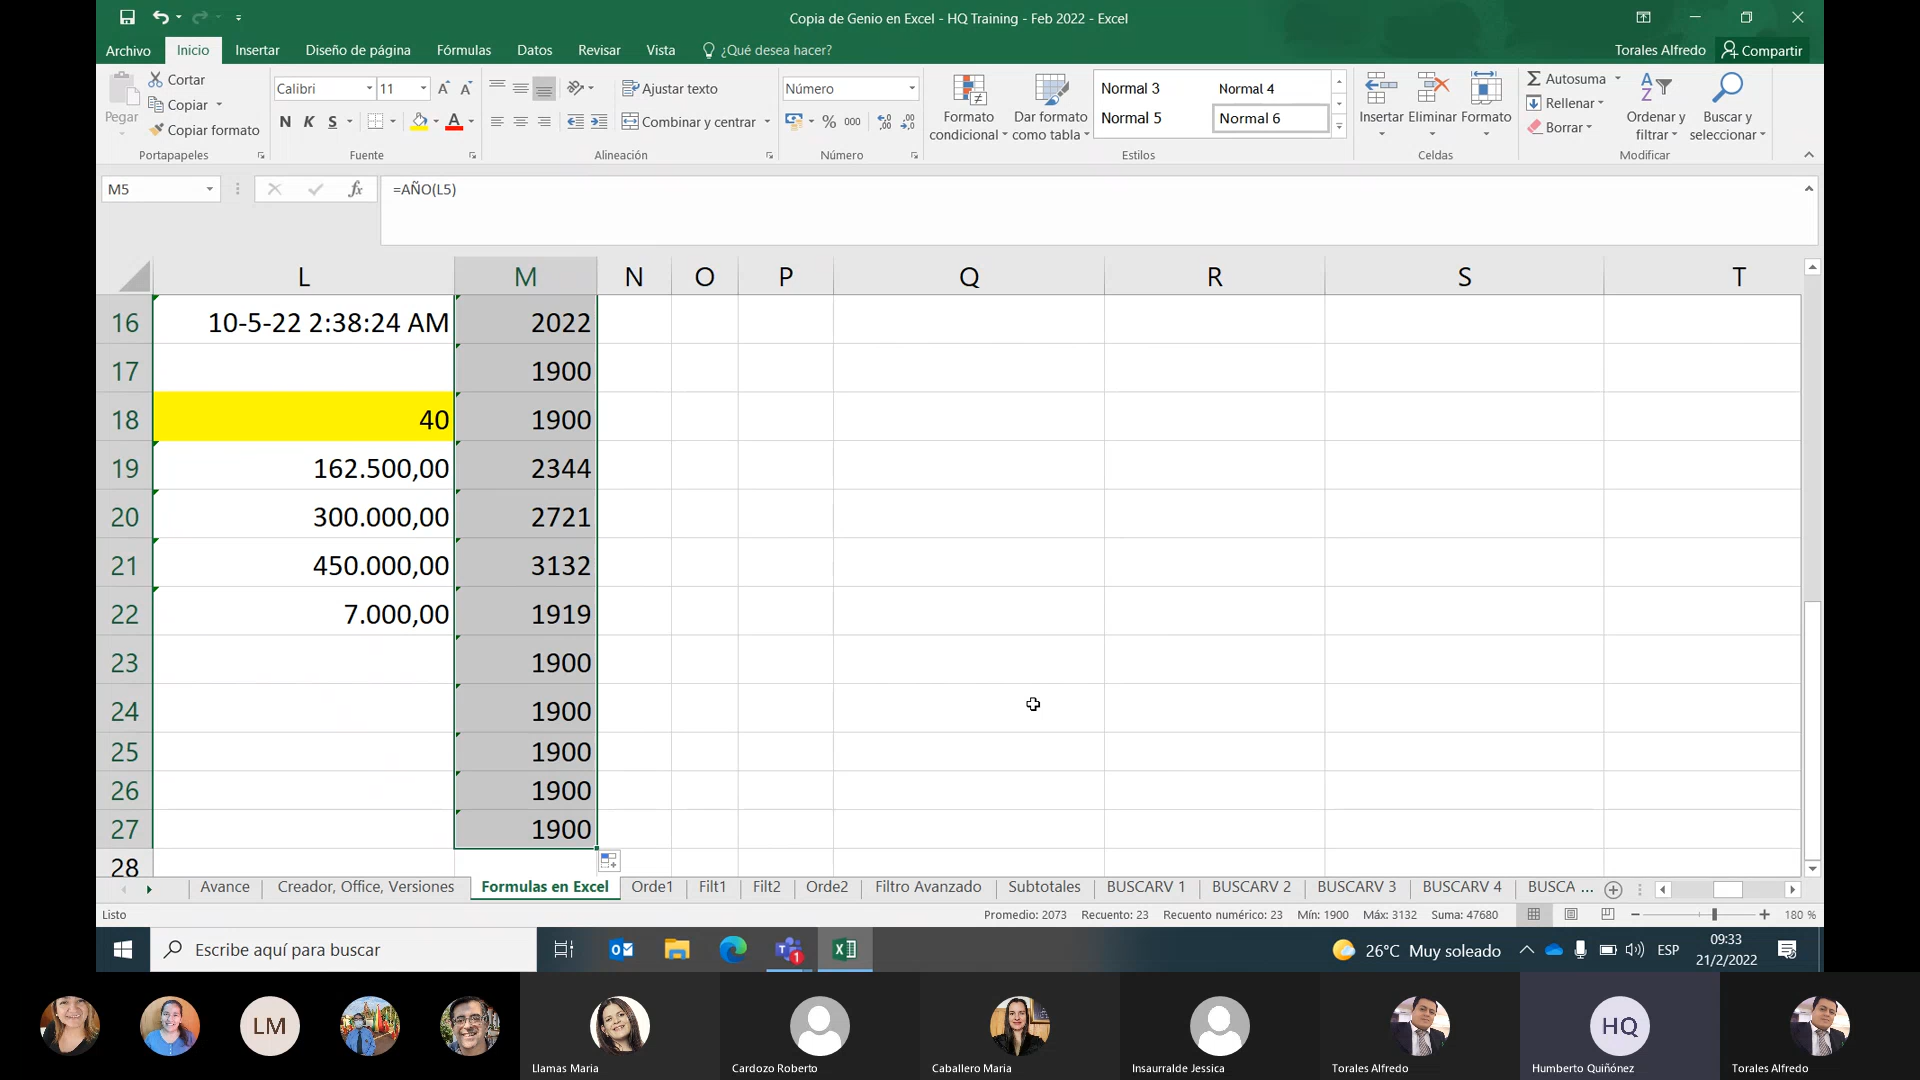 Copia de Genio en Excel - HQ Training - Feb 2022 - Excel
Archivo Inicio Insertar Diseño de página Fórmulas Datos Revisar Vista ¿Qué desea hacer? Torales Alfredo Compartir
Pegar
Cortar
Copiar
Copiar formato
Portapapeles
Calibri 11
N K S
Fuente
Ajustar texto
Combinar y centrar
Alineación
Número
% 000
Número
Formato condicional
Dar formato como tabla
Normal 3 Normal 4
Normal 5 Normal 6
Estilos
Insertar Eliminar Formato
Celdas
Autosuma
Rellenar
Borrar
Ordenar y filtrar
Buscar y seleccionar
Modificar
M5 fx =AÑO(L5)
L M N O P Q R S T
16 10-5-22 2:38:24 AM 2022
17 1900
18 40 1900
19 162.500,00 2344
20 300.000,00 2721
21 450.000,00 3132
22 7.000,00 1919
23 1900
24 1900
25 1900
26 1900
27 1900
28
Avance Creador, Office, Versiones Formulas en Excel Orde1 Filt1 Filt2 Orde2 Filtro Avanzado Subtotales BUSCARV 1 BUSCARV 2 BUSCARV 3 BUSCARV 4 BUSCA ...
Listo Promedio: 2073 Recuento: 23 Recuento numérico: 23 Mín: 1900 Máx: 3132 Suma: 47680 180 %
Escribe aquí para buscar 1 26°C Muy soleado ESP 09:33
21/2/2022
LM HQ
Llamas Maria Cardozo Roberto Caballero Maria Insaurralde Jessica Torales Alfredo Humberto Quiñónez Torales Alfredo